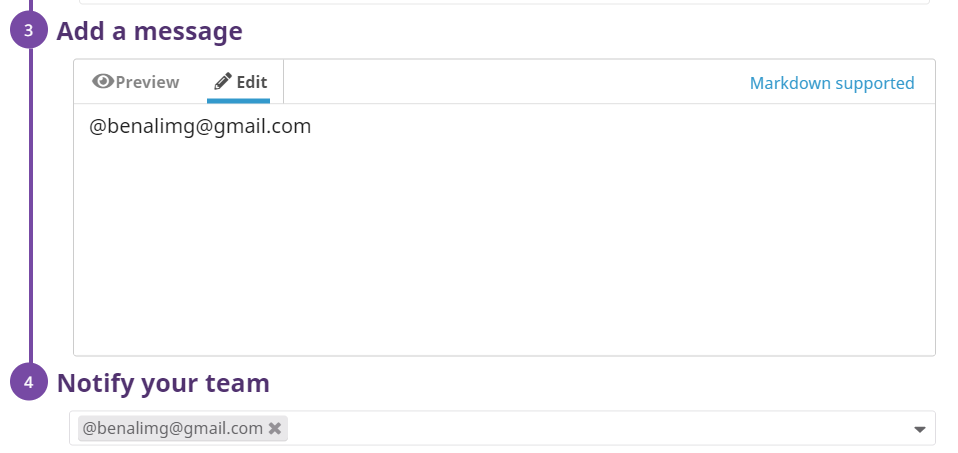 3 Add a message
Preview Edit Markdown supported
@benalimg@gmail.com
4 Notify your team
@benalimg@gmail.com ✖